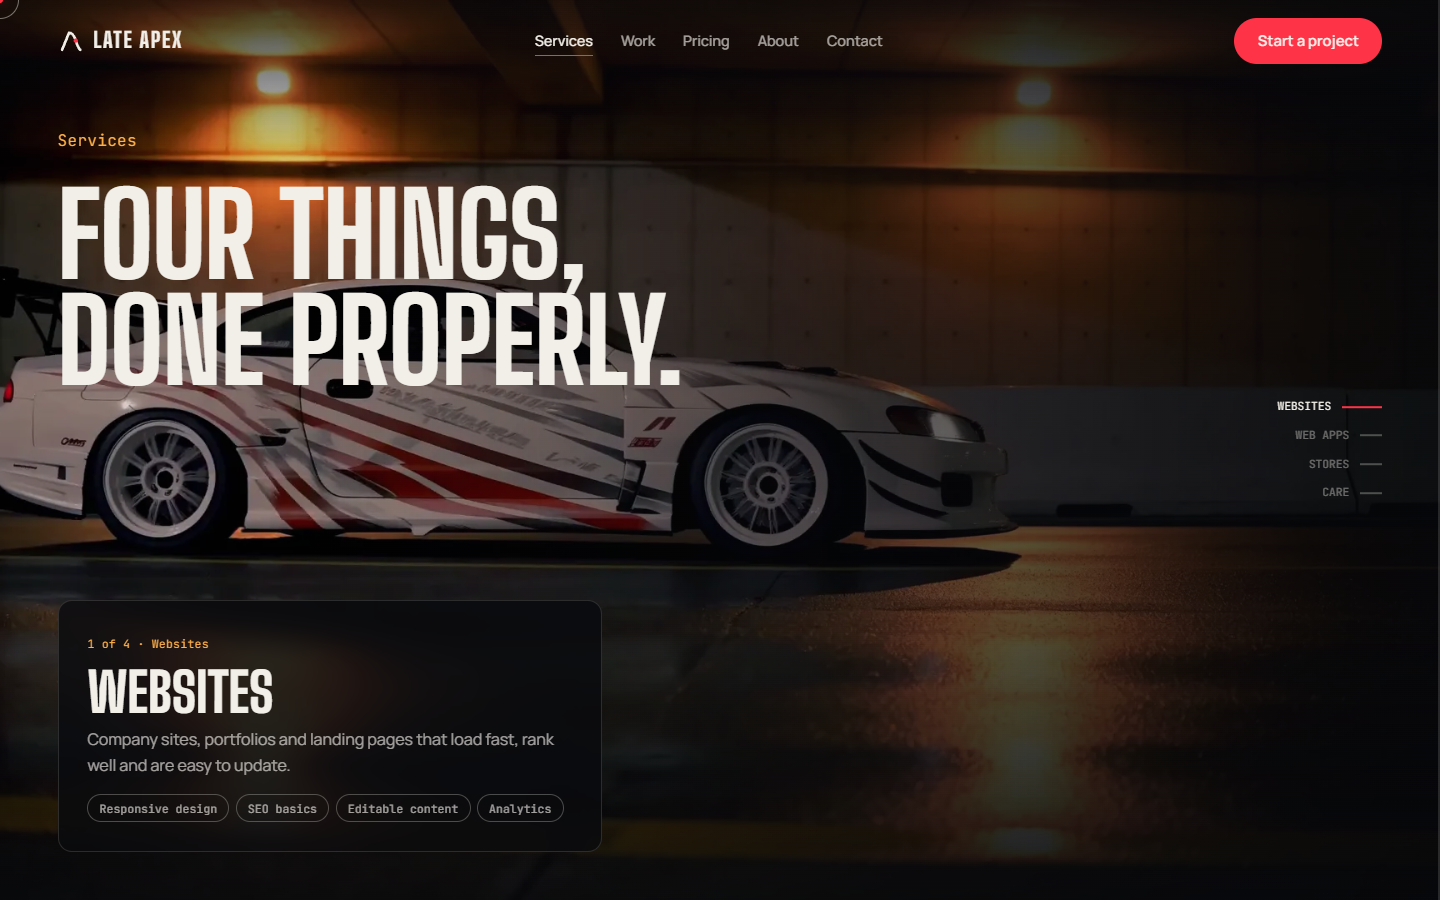 LATE APEX
Services
Work
Pricing
About
Contact
Start a project
Services
FOUR THINGS,
DONE PROPERLY.
WEBSITES
WEB APPS
STORES
CARE
1 of 4 · Websites
WEBSITES
Company sites, portfolios and landing pages that load fast, rank
well and are easy to update.
Responsive design
SEO basics
Editable content
Analytics